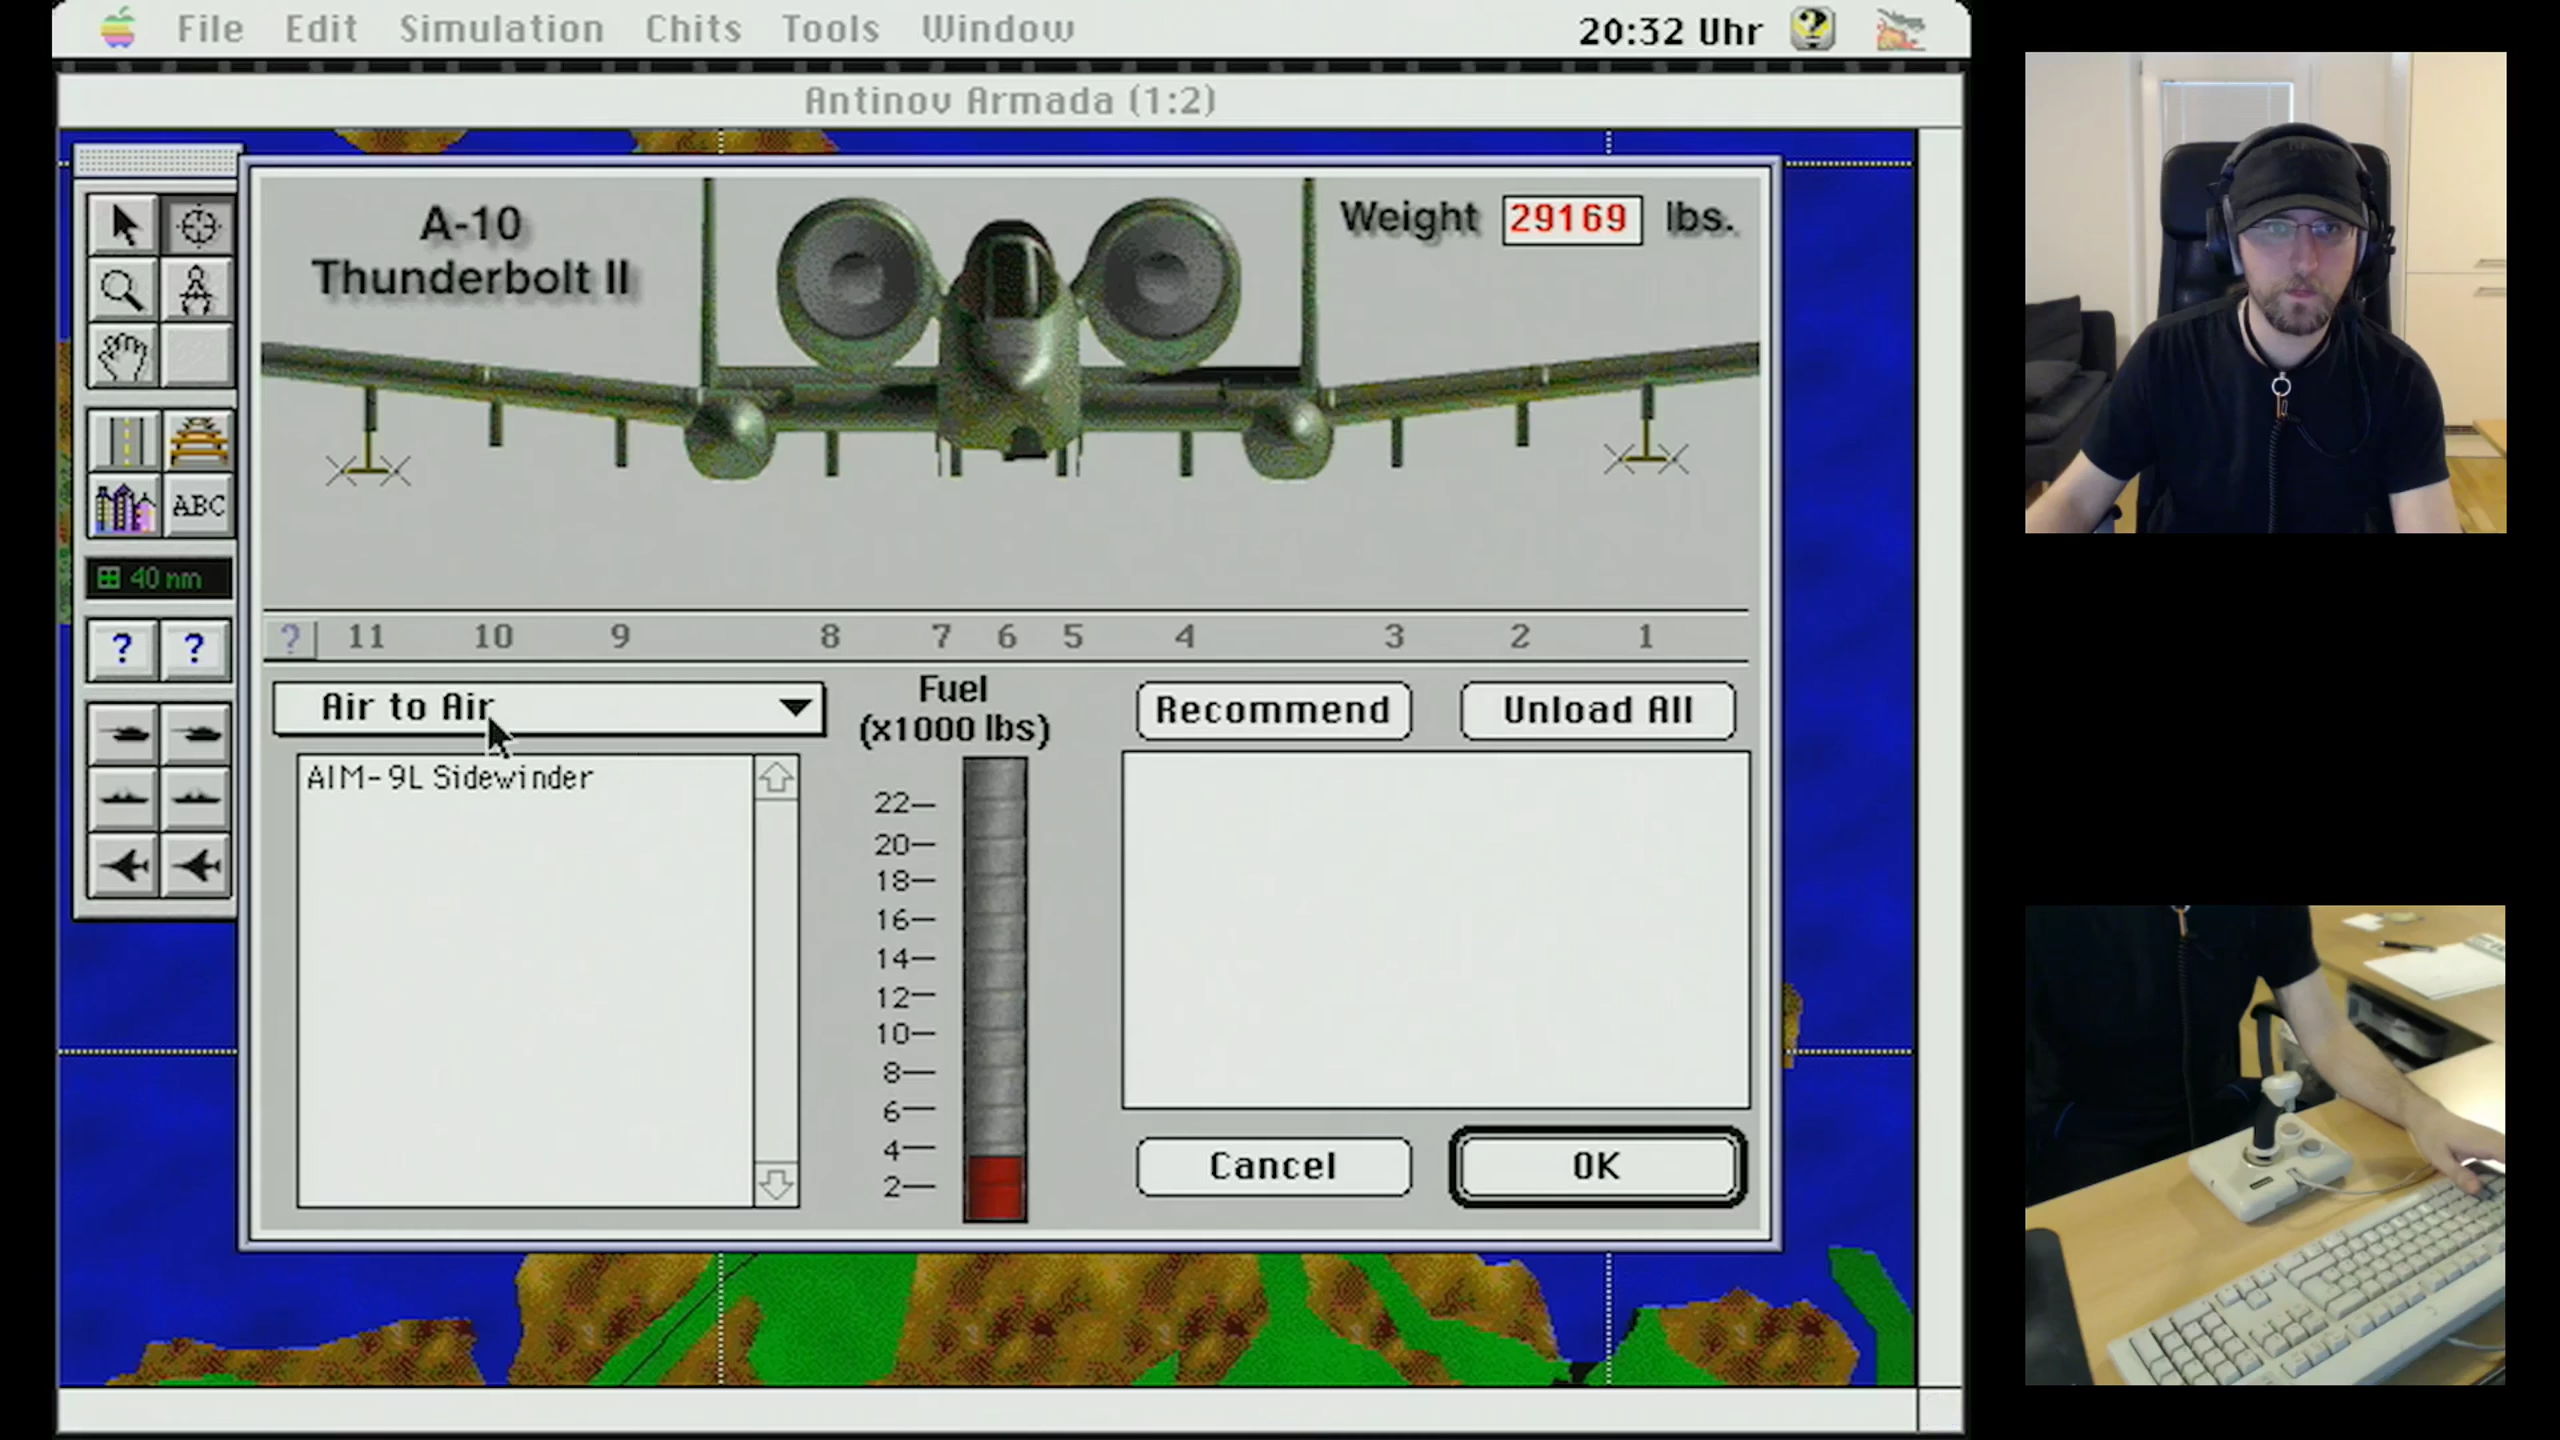 File Edit Simulation Chits Tools Window 20:32 Uhr
Antinov Armada (1:2)
A-10
Thunderbolt II
Weight 29169 lbs.
ABC
40 nm
? 11 10 9 8 7 6 5 4 3 2 1
? ?
Air to Air
Fuel
(x1000 lbs)
Recommend Unload All
AIM-9L Sidewinder
22
20
18
16
14
12
10
8
6
4
2
Cancel OK